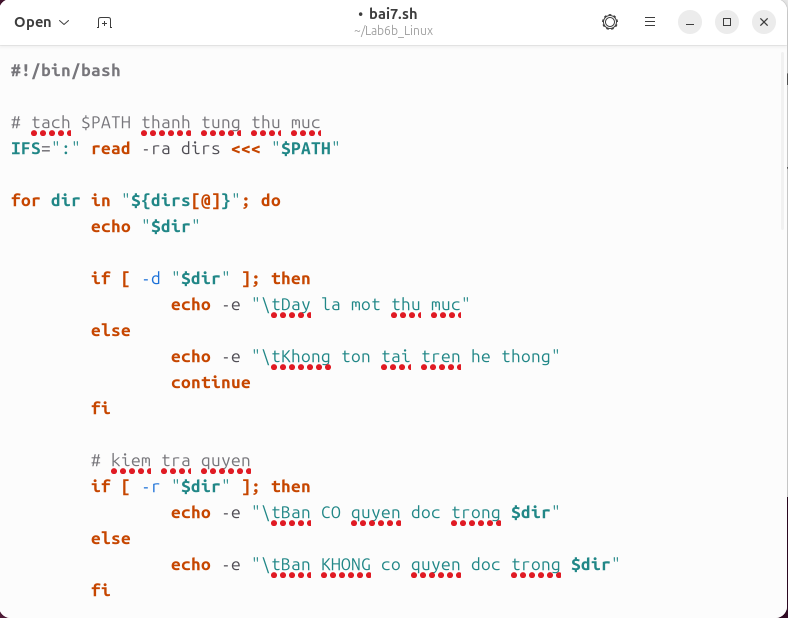 Open
• bai7.sh
~/Lab6b_Linux
#!/bin/bash
# tach $PATH thanh tung thu muc
IFS=":" read -ra dirs <<< "$PATH"
for dir in "${dirs[@]}"; do
echo "$dir"
if [ -d "$dir" ]; then
echo -e "\tDay la mot thu muc"
else
echo -e "\tKhong ton tai tren he thong"
continue
fi
# kiem tra quyen
if [ -r "$dir" ]; then
echo -e "\tBan CO quyen doc trong $dir"
else
echo -e "\tBan KHONG co quyen doc trong $dir"
fi